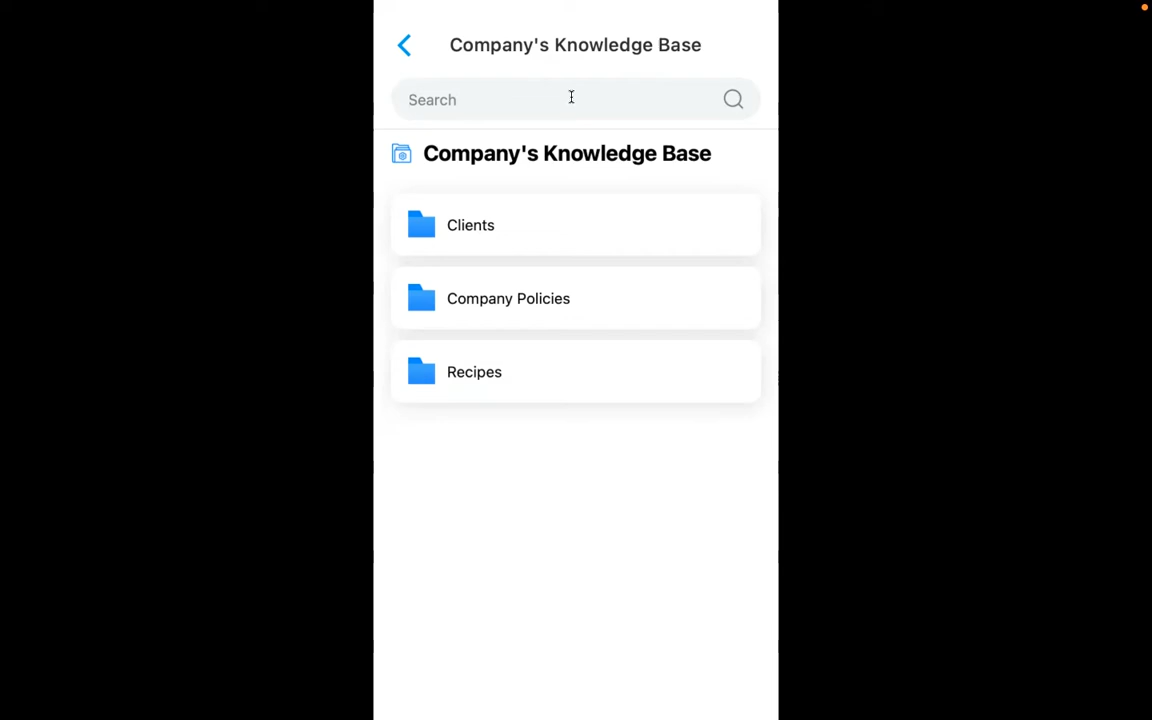 Company's Knowledge Base
Search
Company's Knowledge Base
Clients
Company Policies
Recipes